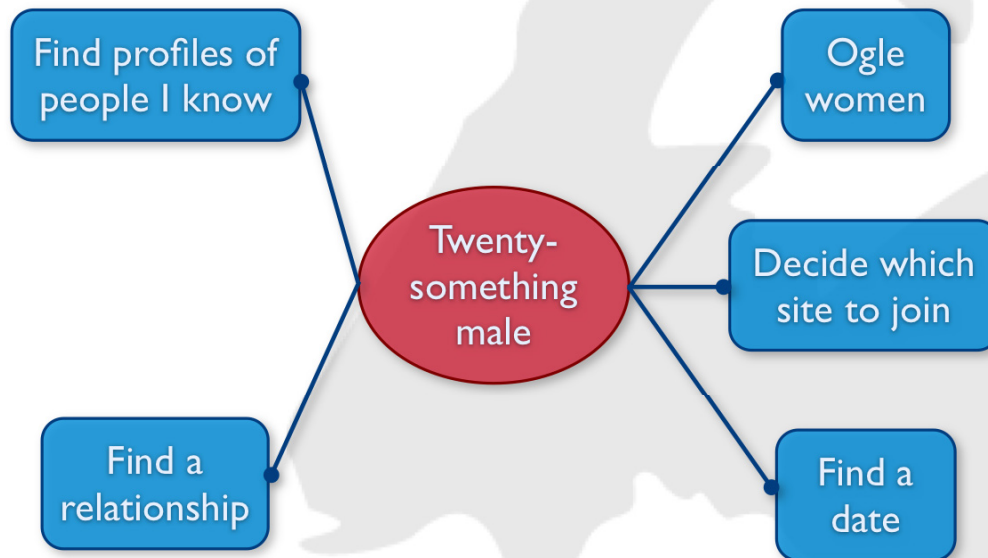 Find profiles of
people I know
Ogle
women
Twenty-
something
male
Decide which
site to join
Find a
relationship
Find a
date